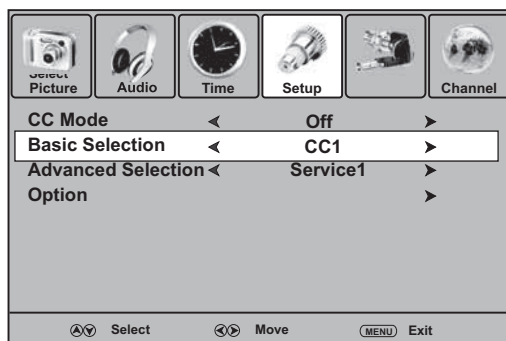 Select
Picture Audio Time Setup Channel
CC Mode Off
Basic Selection CC1
Advanced Selection Service1
Option
Select Move MENU Exit